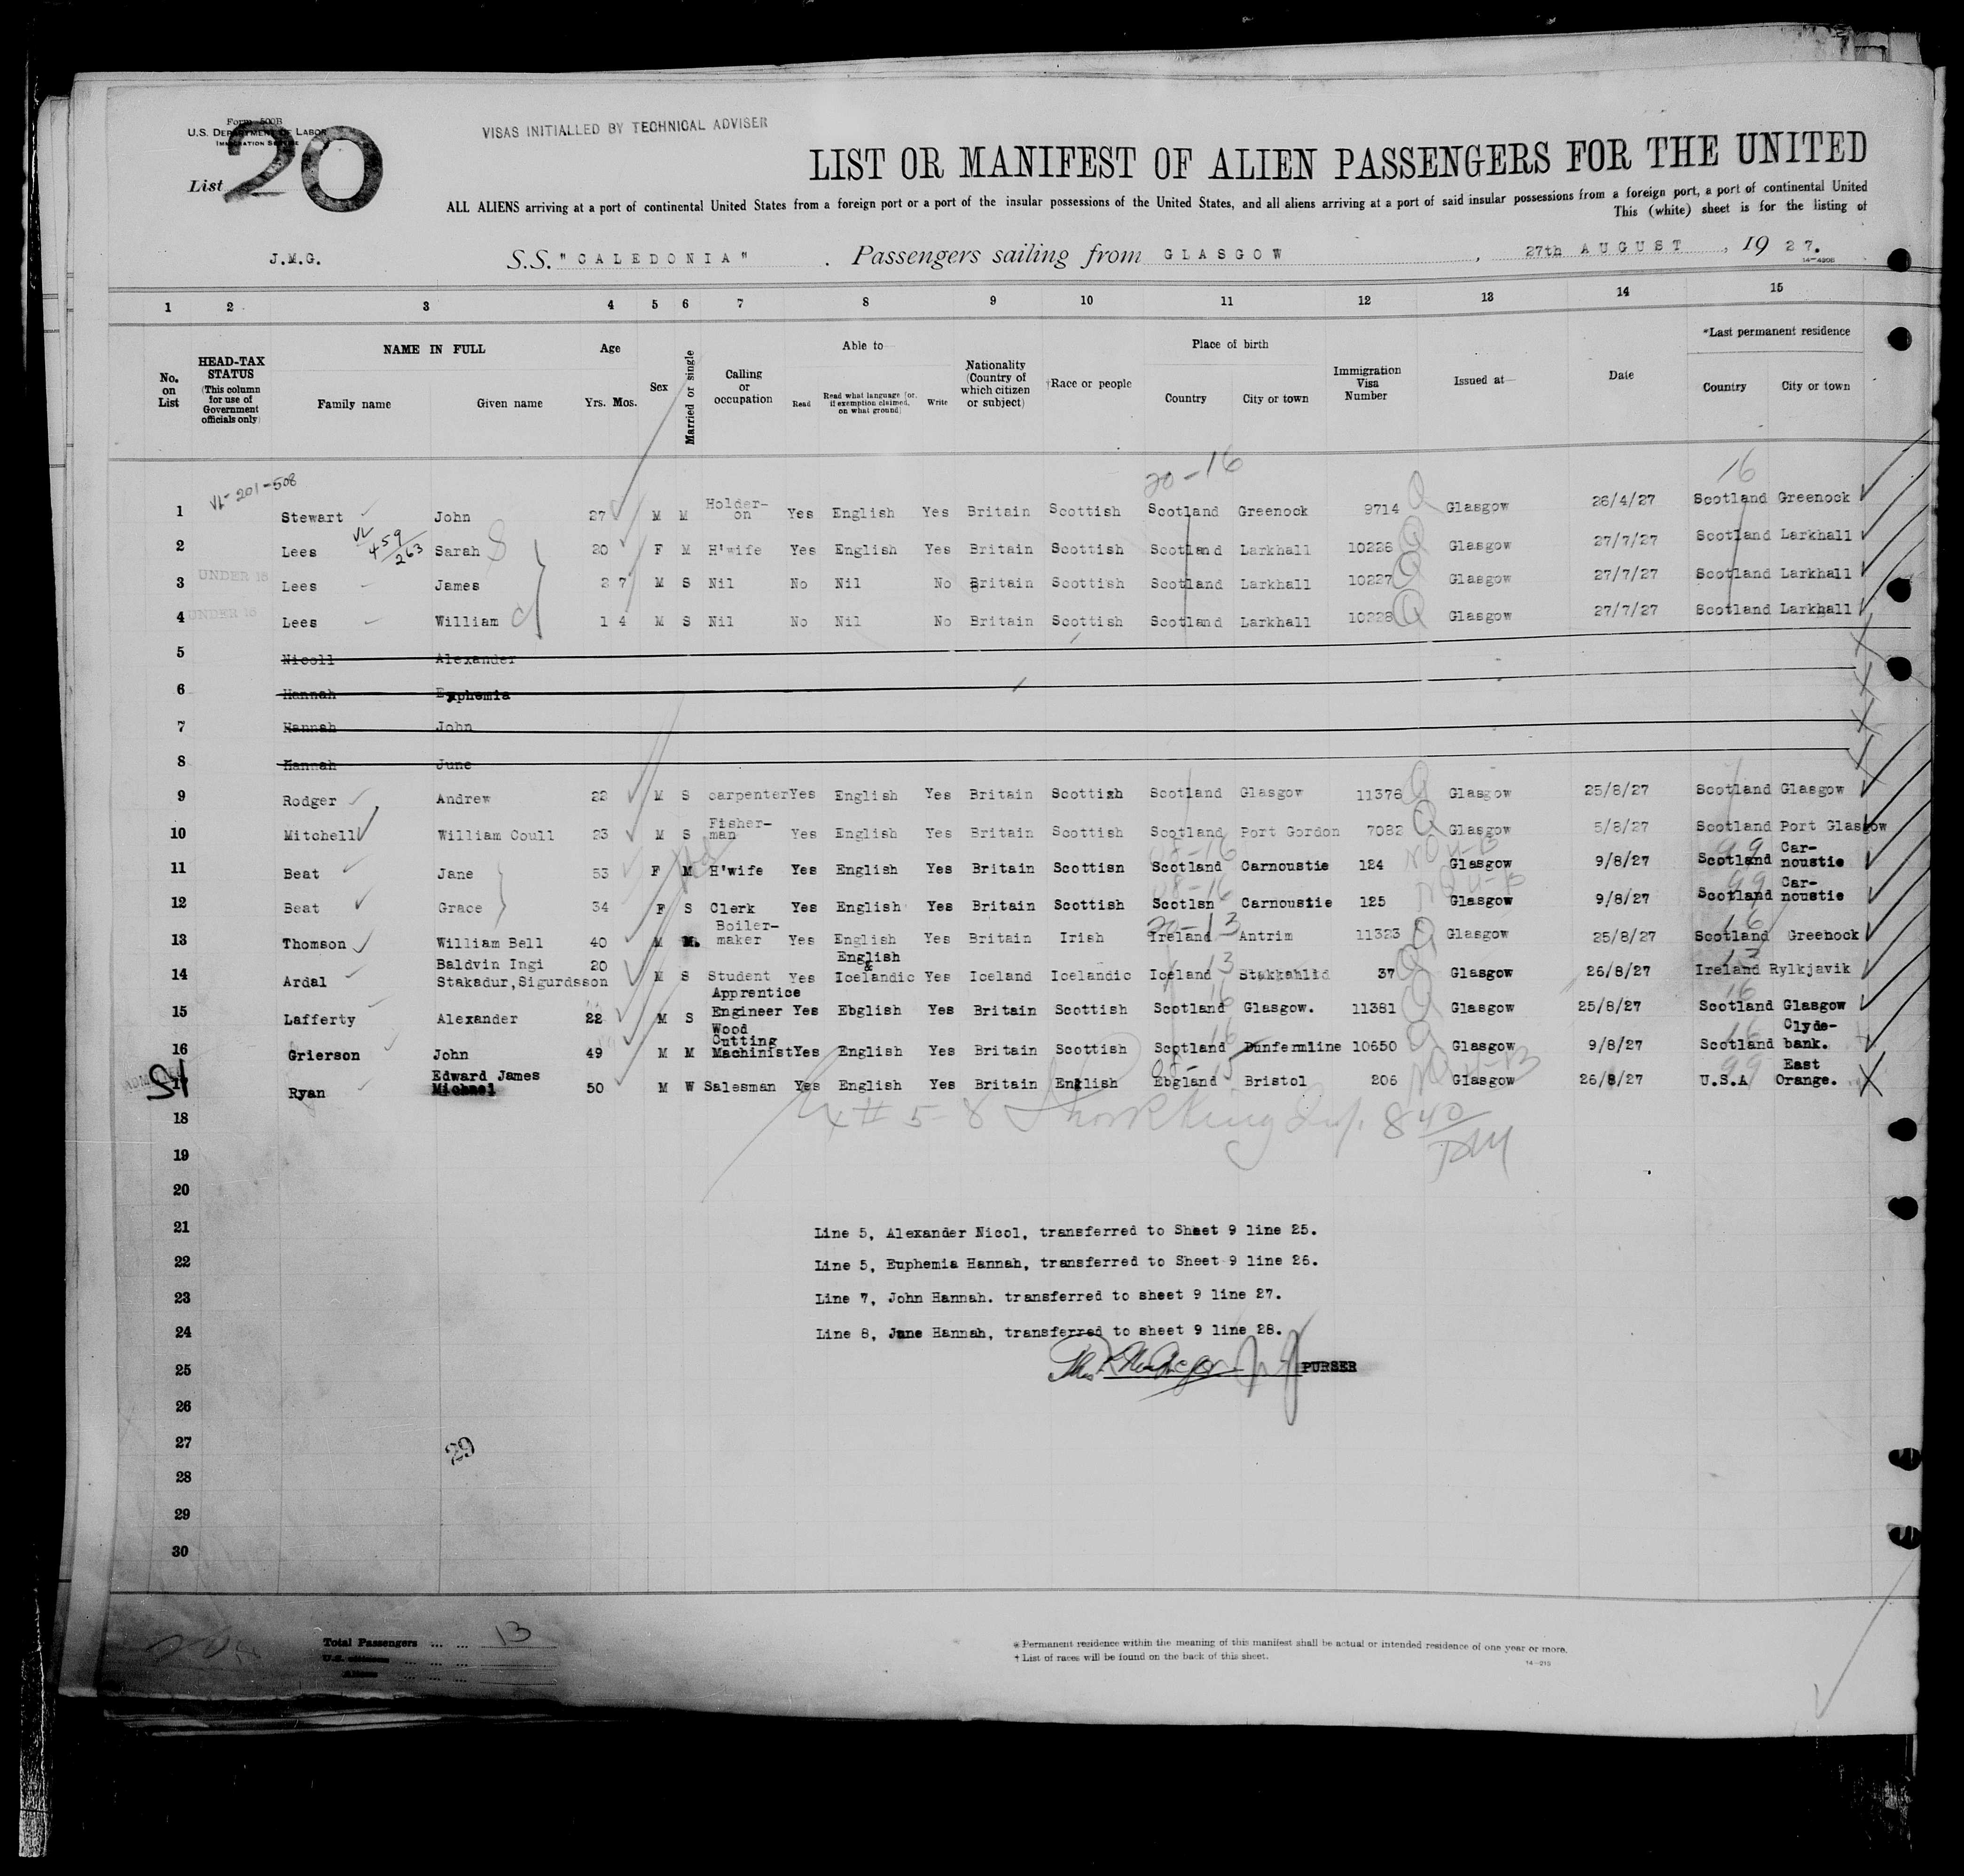 Form 500B
U.S. DEPARTMENT OF LABOR
IMMIGRATION SERVICE
List 20
VISAS INITIALLED BY TECHNICAL ADVISER
LIST OR MANIFEST OF ALIEN PASSENGERS FOR THE UNITED
ALL ALIENS arriving at a port of continental United States from a foreign port or a port of the insular possessions of the United States, and all aliens arriving at a port of said insular possessions from a foreign port, a port of continental United
This (white) sheet is for the listing of
J.M.G. S.S. "CALEDONIA" . Passengers sailing from GLASGOW , 27th AUGUST , 1927.
1 2 3 4 5 6 7 8 9 10 11 12 13 14 15
No. on List
HEAD-TAX STATUS (This column for use of Government officials only)
NAME IN FULL
Family name Given name
Age
Yrs. Mos.
Sex
Married or single
Calling or occupation
Able to
Read Read what language [or, if exemption claimed, on what ground] Write
Nationality (Country of which citizen or subject)
†Race or people
Place of birth
Country City or town
Immigration Visa Number
Issued at—
Date
*Last permanent residence
Country City or town
20-16 16
VL-201-508
1 Stewart John 27 M M Holder-on Yes English Yes Britain Scottish Scotland Greenock 9714 Glasgow 26/4/27 Scotland Greenock
VL 459/263
2 Lees Sarah 20 F M H'wife Yes English Yes Britain Scottish Scotland Larkhall 10226 Glasgow 27/7/27 Scotland Larkhall
3 UNDER 16 Lees James 2 7 M S Nil No Nil No Britain Scottish Scotland Larkhall 10227 Glasgow 27/7/27 Scotland Larkhall
4 UNDER 16 Lees William 1 4 M S Nil No Nil No Britain Scottish Scotland Larkhall 10228 Glasgow 27/7/27 Scotland Larkhall
5 Nicoll Alexander
6 Hannah Euphemia
7 Hannah John
8 Hannah June
9 Rodger Andrew 22 M S carpenter Yes English Yes Britain Scottizh Scotland Glasgow 11376 Glasgow 25/8/27 Scotland Glasgow
10 Mitchell William Coull 23 M S Fisher-man Yes English Yes Britain Scottish Scotland Port Gordon 7082 Glasgow 5/8/27 Scotland Port Glasgow
11 Beat Jane 53 F M H'wife Yes English Yes Britain Scottisn Scotland Carnoustie 124 Glasgow 9/8/27 Scotland Car-noustie
12 Beat Grace 34 F S Clerk Yes English Yes Britain Scottish Scotlsn Carnoustie 125 Glasgow 9/8/27 Scotland Car-noustie
13 Thomson William Bell 40 M M. Boiler-maker Yes English Yes Britain Irish Ireland Antrim 11323 Glasgow 25/8/27 Scotland Greenock
14 Ardal Baldvin Ingi Stakadur,Sigurdsson 20 M S Student Yes English & Icelandic Yes Iceland Icelandic Iceland Stakkahlid 37 Glasgow 26/8/27 Ireland Rylkjavik
15 Lafferty Alexander 22 M S Apprentice Engineer Yes Ebglish Yes Britain Scottish Scotland Glasgow. 11381 Glasgow 25/8/27 Scotland Glasgow
16 Grierson John 49 M M Wood Cutting Machinist Yes English Yes Britain Scottish Scotland Dunfermline 10650 Glasgow 9/8/27 Scotland Clyde-bank.
17 Ryan Edward James Michael 50 M W Salesman Yes English Yes Britain English Ebgland Bristol 206 Glasgow 26/8/27 U.S.A East Orange.
18
19
20
21 Line 5, Alexander Nicol, transferred to Sheet 9 line 25.
22 Line 5, Euphemia Hannah, transferred to Sheet 9 line 26.
23 Line 7, John Hannah. transferred to sheet 9 line 27.
24 Line 8, June Hannah, transferred to sheet 9 line 28.
25 PURSER
26
27 29
28
29
30
Total Passengers ... ... 13
U.S. citizens ... ... ...
Aliens ... ... ...
* Permanent residence within the meaning of this manifest shall be actual or intended residence of one year or more.
† List of races will be found on the back of this sheet.